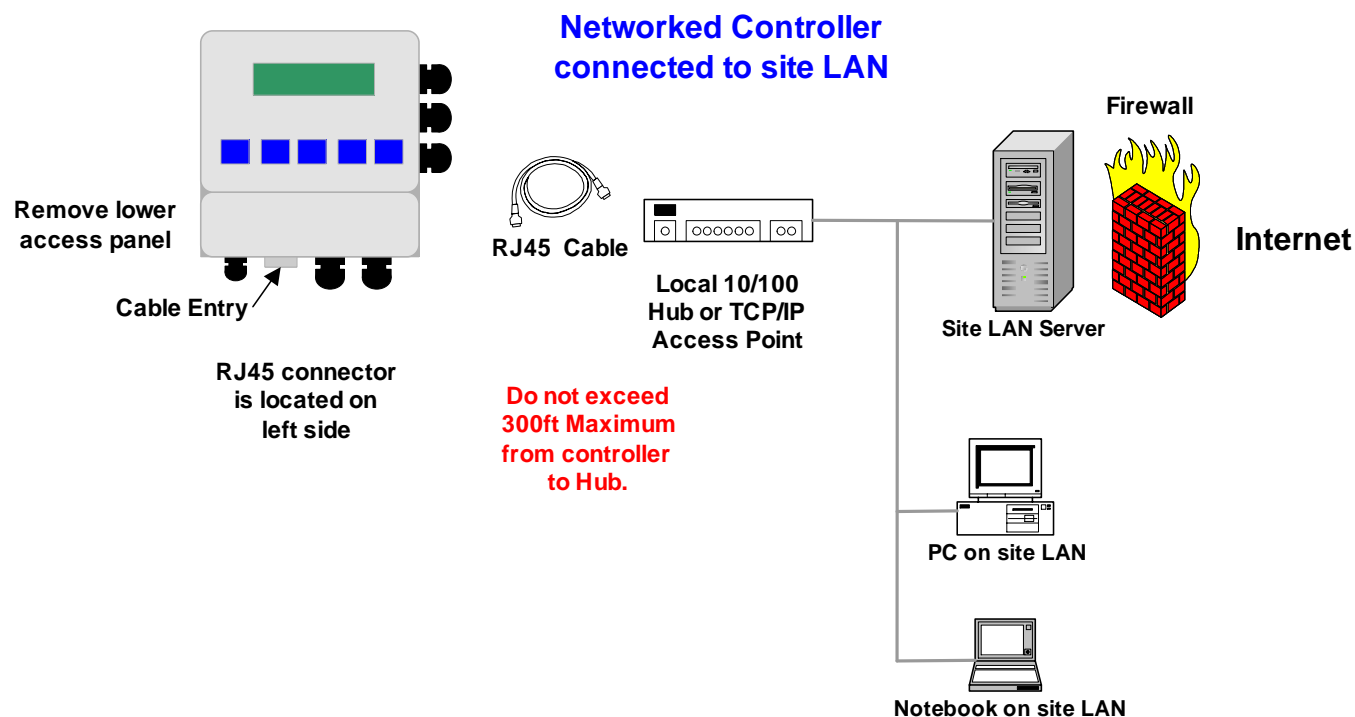 Networked Controller
connected to site LAN
Firewall
Remove lower
access panel
RJ45 Cable
Internet
Cable Entry
Local 10/100
Hub or TCP/IP
Access Point
Site LAN Server
RJ45 connector
is located on
left side
Do not exceed
300ft Maximum
from controller
to Hub.
PC on site LAN
Notebook on site LAN